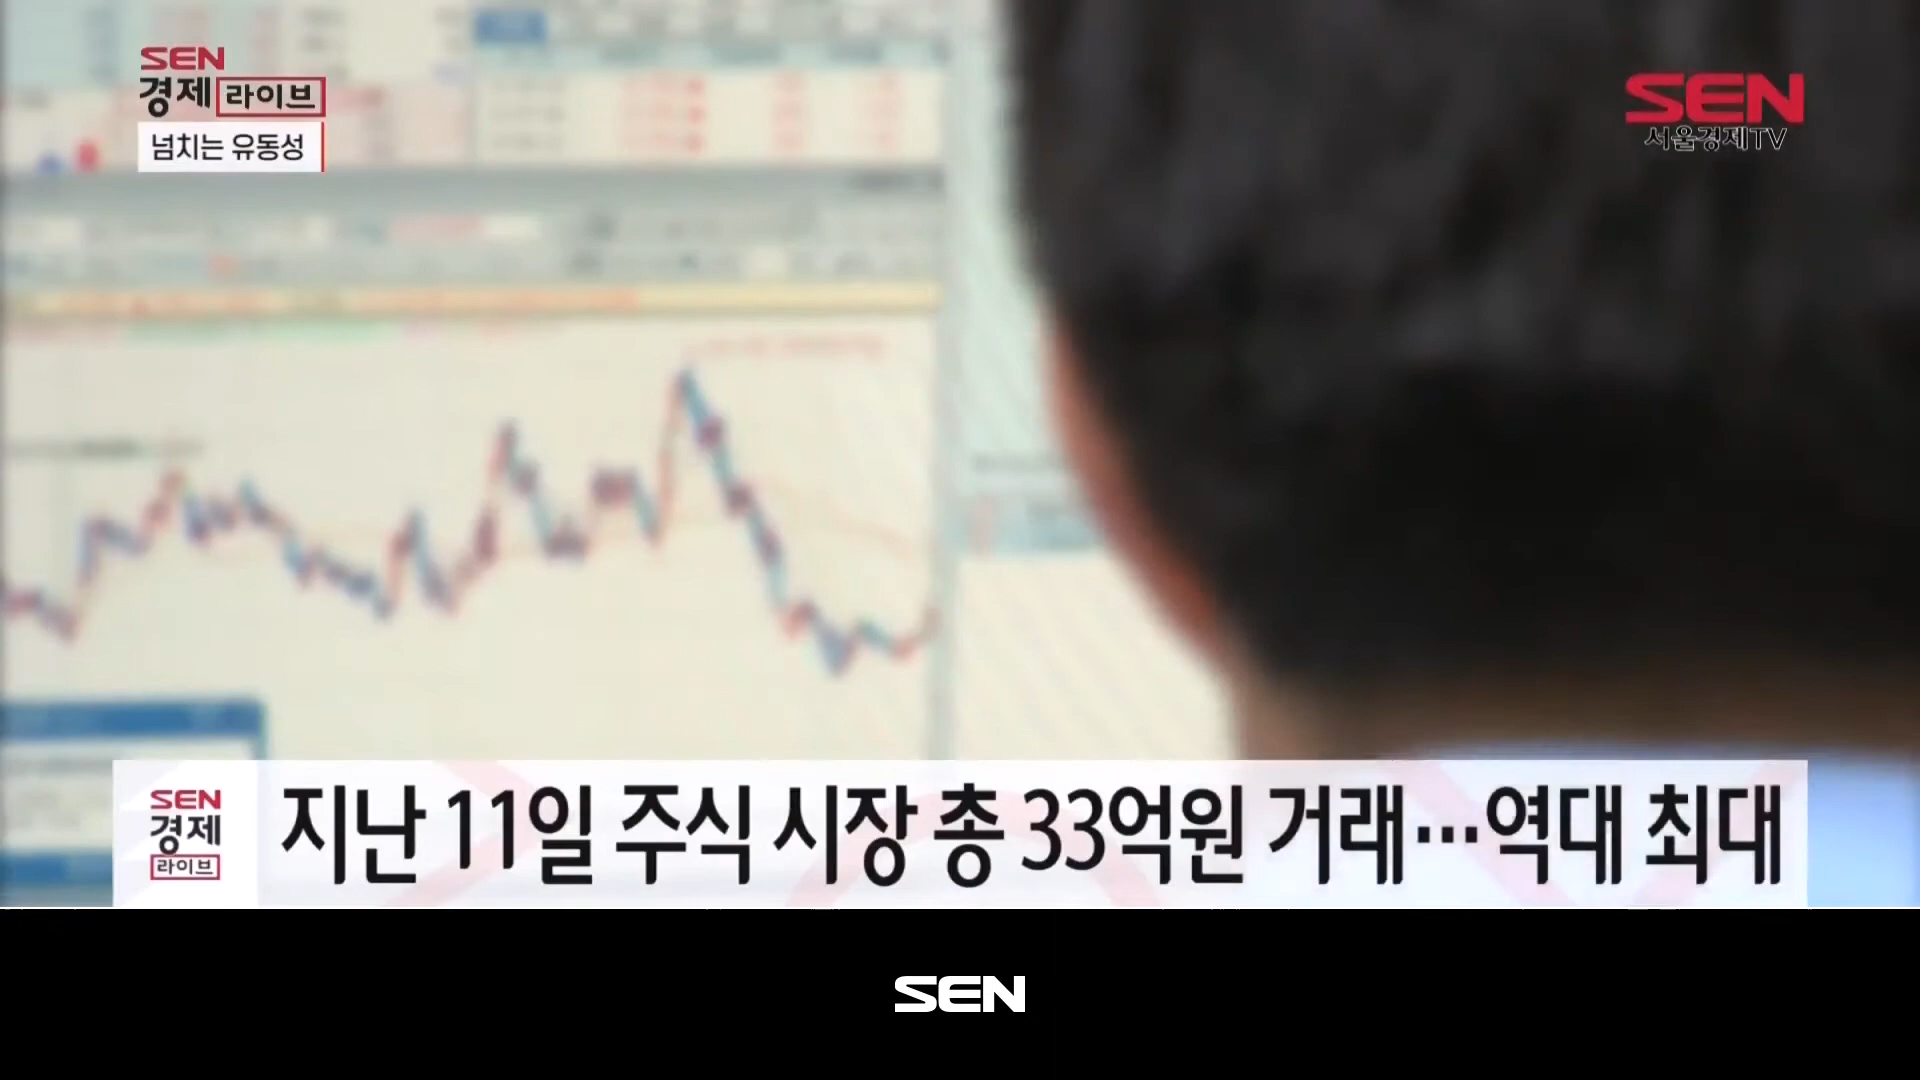 SEN
경제 라이브
넘치는 유동성
SEN
서울경제TV
SEN
경제
라이브
지난 11일 주식 시장 총 33억원 거래…역대 최대
SEN